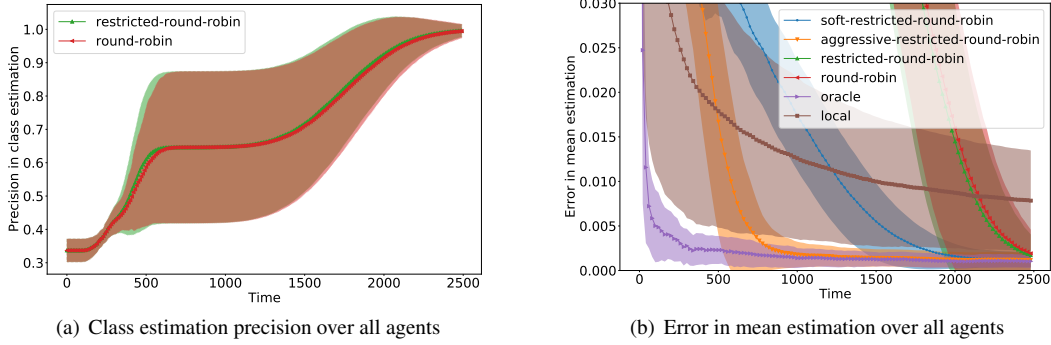 restricted-round-robin
round-robin
Precision in class estimation
1.0
0.9
0.8
0.7
0.6
0.5
0.4
0.3
0
500
1000
1500
2000
2500
Time
(a) Class estimation precision over all agents
soft-restricted-round-robin
aggressive-restricted-round-robin
restricted-round-robin
round-robin
oracle
local
Error in mean estimation
0.030
0.025
0.020
0.015
0.010
0.005
0.000
0
500
1000
1500
2000
2500
Time
(b) Error in mean estimation over all agents